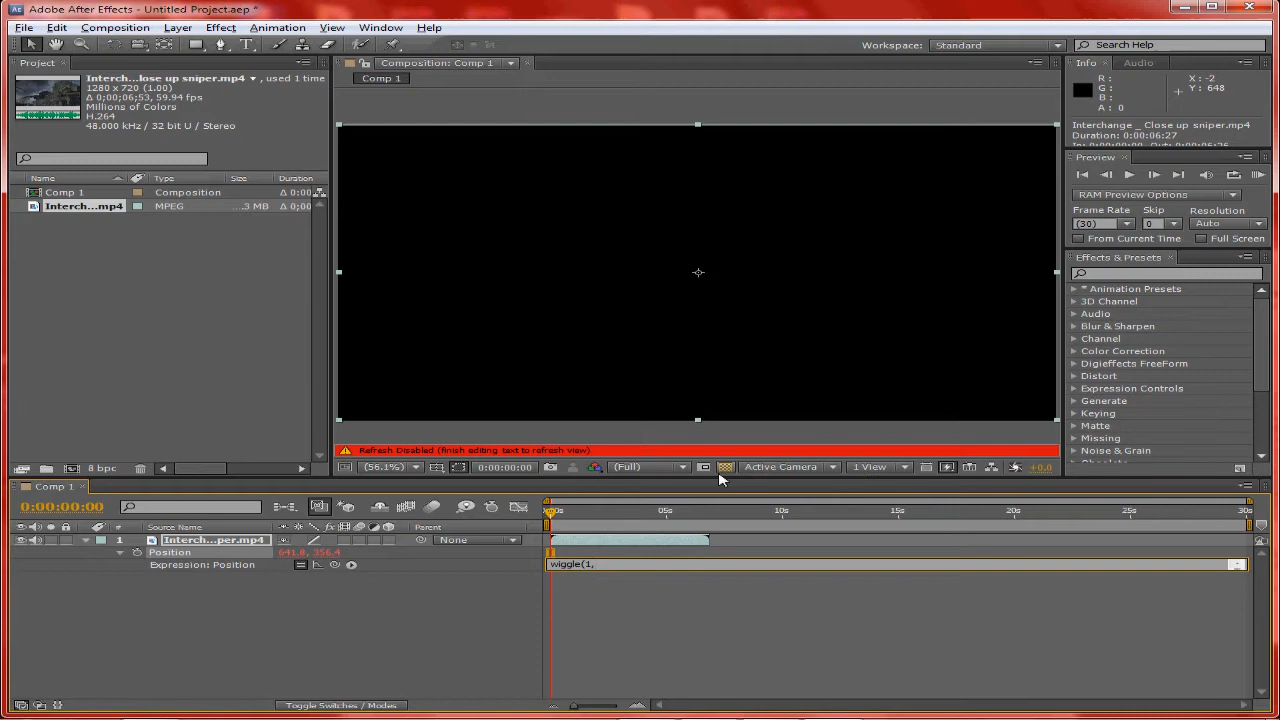 Adobe After Effects - Untitled Project.aep *
File Edit Composition Layer Effect Animation View Window Help
Workspace: Standard Search Help
Project
Interch...lose up sniper.mp4 , used 1 time
1280 x 720 (1.00)
Δ 0;00;06;53, 59.94 fps
Millions of Colors
H.264
48.000 kHz / 32 bit U / Stereo
Name Type Size Duration
Comp 1 Composition Δ 0;00
Interch...mp4 MPEG ....3 MB Δ 0;00
8 bpc
Composition: Comp 1
Comp 1
Refresh Disabled (finish editing text to refresh view)
(56.1%) 0:00:00:00 (Full) Active Camera 1 View +0.0
Info Audio
R : X : -2
G : Y : 648
B :
A : 0
Interchange _ Close up sniper.mp4
Duration: 0:00:06:27
Preview
RAM Preview Options
Frame Rate Skip Resolution
(30) 0 Auto
From Current Time Full Screen
Effects & Presets
* Animation Presets
3D Channel
Audio
Blur & Sharpen
Channel
Color Correction
Digieffects FreeForm
Distort
Expression Controls
Generate
Keying
Matte
Missing
Noise & Grain
Comp 1
0:00:00:00
05s 10s 15s 20s 25s 30s
# Source Name Parent
1 Interch...per.mp4 None
Position 641.0, 356.4
Expression: Position wiggle(1,
Toggle Switches / Modes